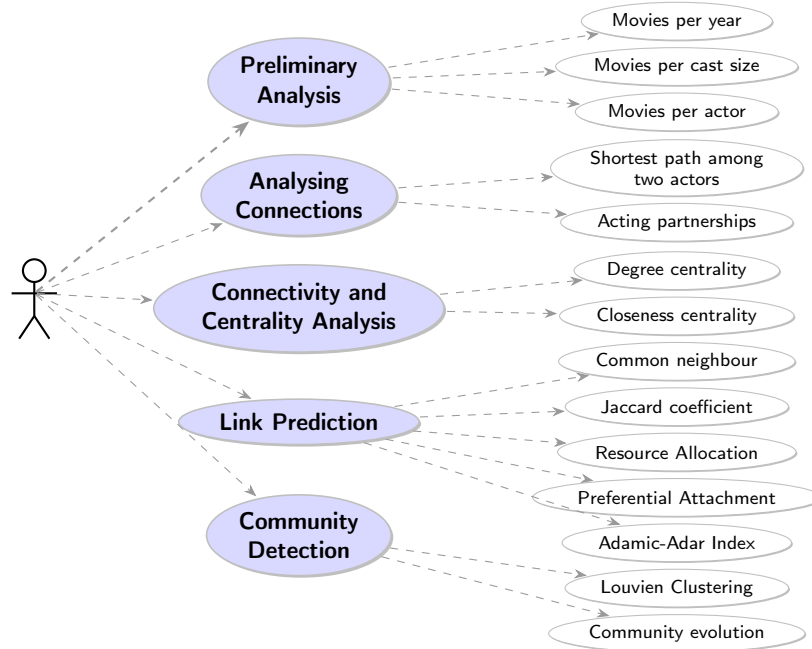 Preliminary
Analysis
Movies per year
Movies per cast size
Movies per actor
Analysing
Connections
Shortest path among
two actors
Acting partnerships
Connectivity and
Centrality Analysis
Degree centrality
Closeness centrality
Link Prediction
Common neighbour
Jaccard coefficient
Resource Allocation
Preferential Attachment
Adamic-Adar Index
Community
Detection
Louvien Clustering
Community evolution